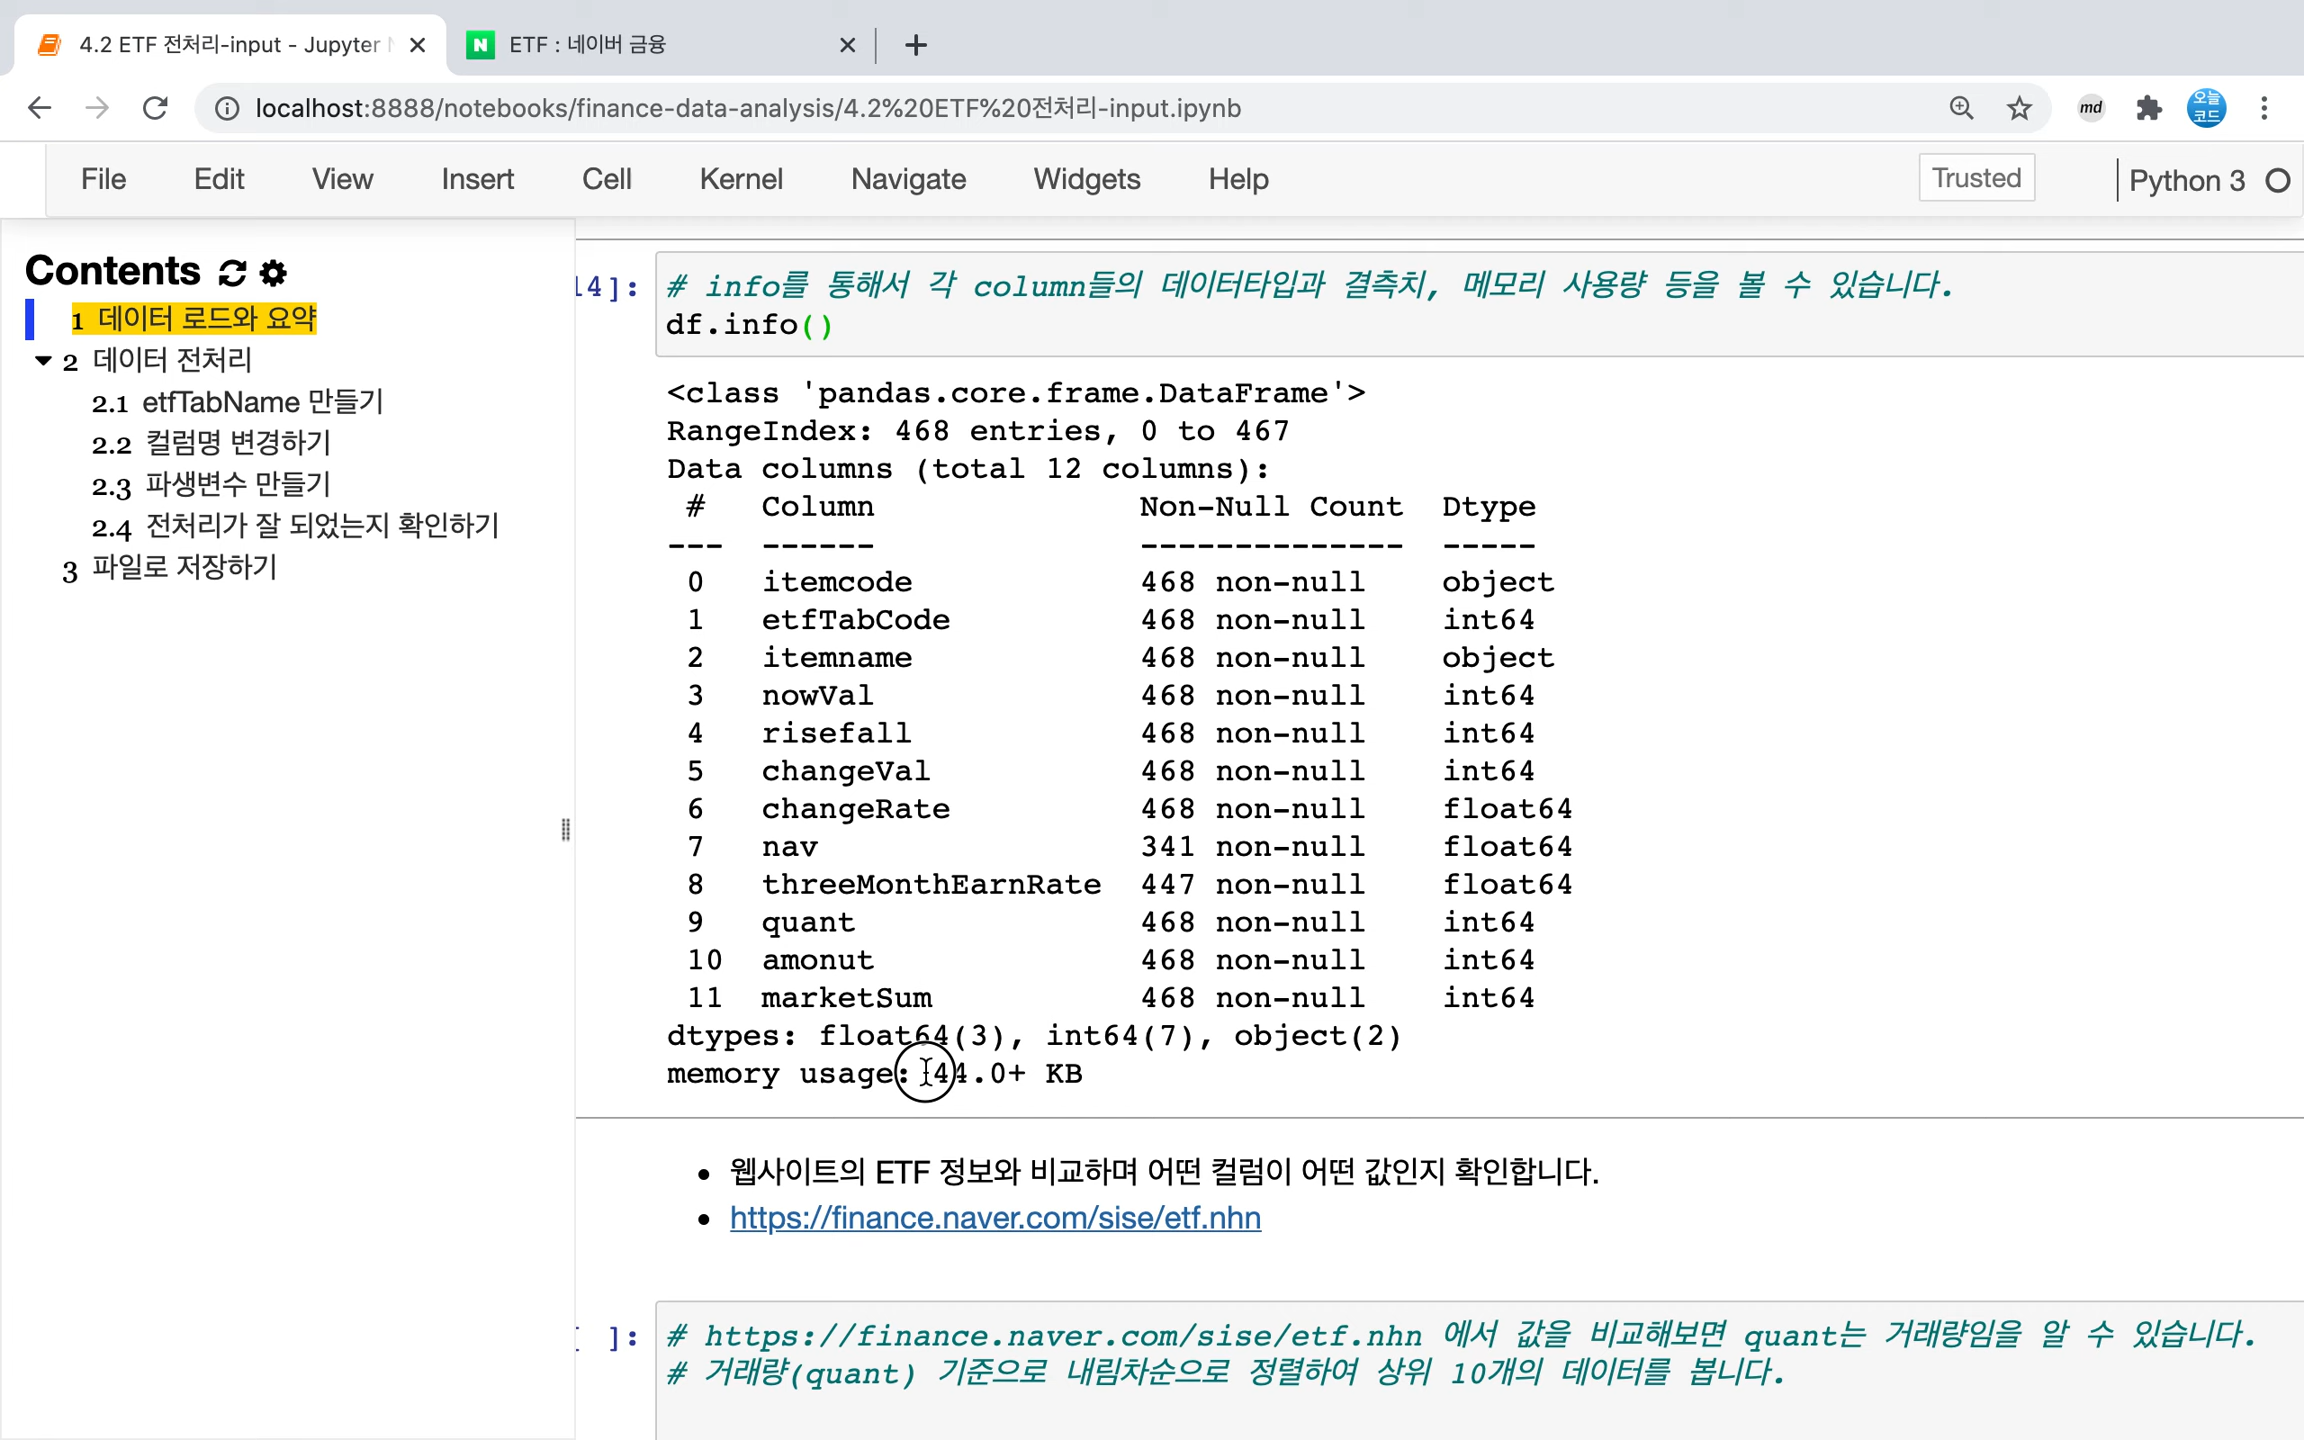 4.2 ETF 전처리-input - Jupyter N
ETF : 네이버 금융
localhost:8888/notebooks/finance-data-analysis/4.2%20ETF%20전처리-input.ipynb
md
오늘
코드
File Edit View Insert Cell Kernel Navigate Widgets Help
Trusted
Python 3
Contents
1 데이터 로드와 요약
2 데이터 전처리
2.1 etfTabName 만들기
2.2 컬럼명 변경하기
2.3 파생변수 만들기
2.4 전처리가 잘 되었는지 확인하기
3 파일로 저장하기
14]:
# info를 통해서 각 column들의 데이터타입과 결측치, 메모리 사용량 등을 볼 수 있습니다.
df.info()
<class 'pandas.core.frame.DataFrame'>
RangeIndex: 468 entries, 0 to 467
Data columns (total 12 columns):
# Column Non-Null Count Dtype
--- ------ -------------- -----
0 itemcode 468 non-null object
1 etfTabCode 468 non-null int64
2 itemname 468 non-null object
3 nowVal 468 non-null int64
4 risefall 468 non-null int64
5 changeVal 468 non-null int64
6 changeRate 468 non-null float64
7 nav 341 non-null float64
8 threeMonthEarnRate 447 non-null float64
9 quant 468 non-null int64
10 amonut 468 non-null int64
11 marketSum 468 non-null int64
dtypes: float64(3), int64(7), object(2)
memory usage: 44.0+ KB
• 웹사이트의 ETF 정보와 비교하며 어떤 컬럼이 어떤 값인지 확인합니다.
• https://finance.naver.com/sise/etf.nhn
[ ]:
# https://finance.naver.com/sise/etf.nhn 에서 값을 비교해보면 quant는 거래량임을 알 수 있습니다.
# 거래량(quant) 기준으로 내림차순으로 정렬하여 상위 10개의 데이터를 봅니다.